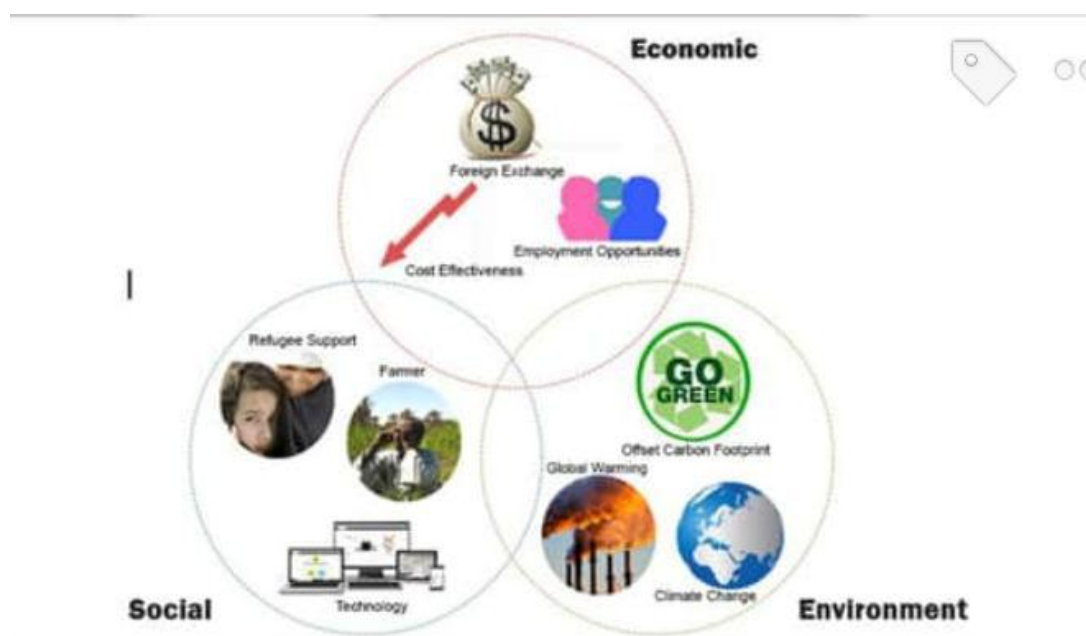 Economic
$
Foreign Exchange
Employment Opportunities
Cost Effectiveness
Refugee Support
Farmer
GO
GREEN
Offset Carbon Footprint
Global Warming
Technology
Climate Change
Social
Environment